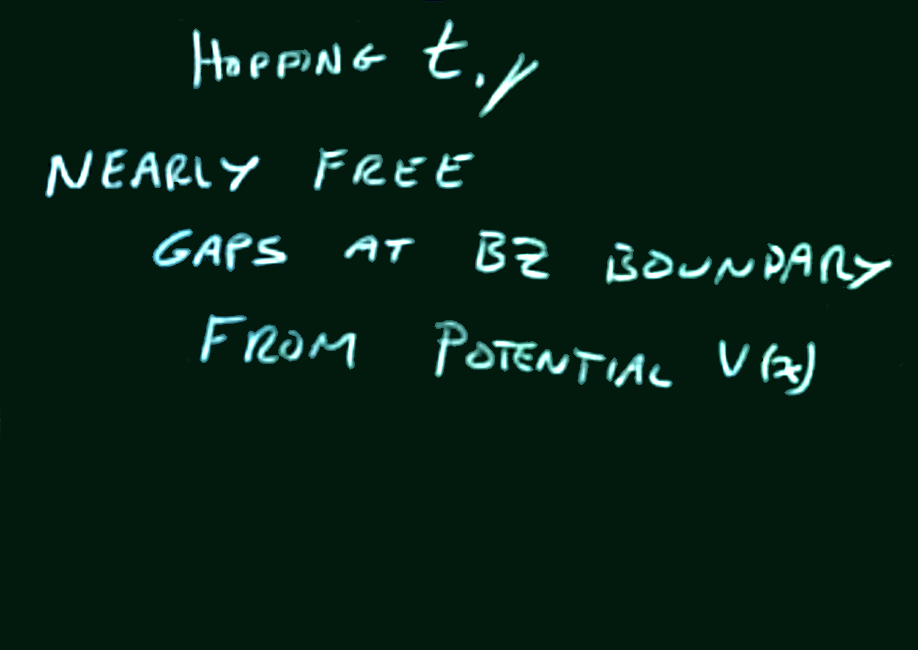 HOPPING t.
NEARLY FREE
GAPS AT BZ BOUNDARY
FROM POTENTIAL V(x)